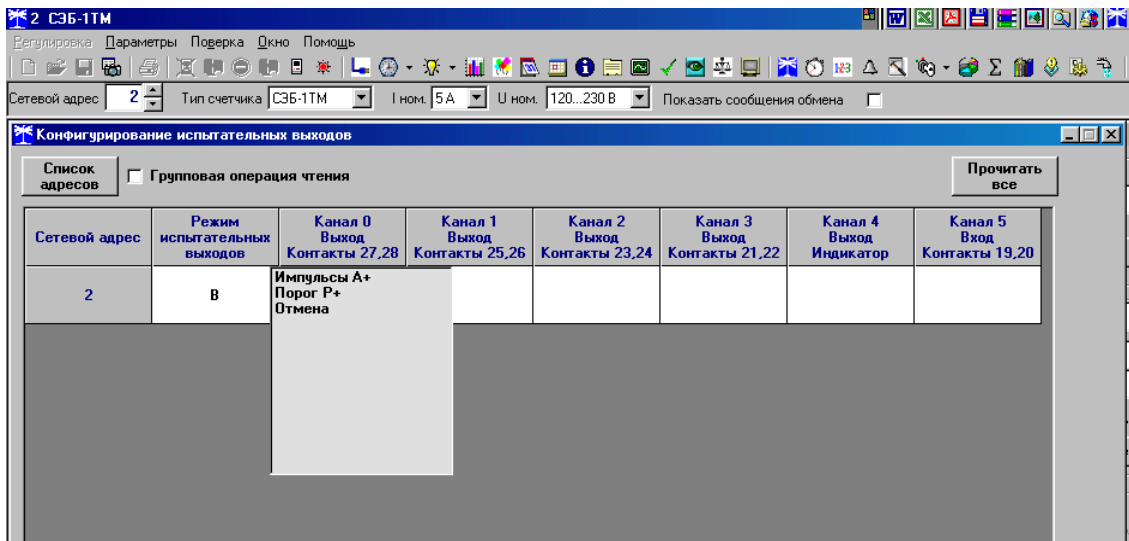 2 СЭБ-1ТМ
Регулировка Параметры Поверка Окно Помощь
Сетевой адрес 2 Тип счетчика СЭБ-1ТМ I ном. 5 А U ном. 120...230 В Показать сообщения обмена
Конфигурирование испытательных выходов
Список
адресов
Групповая операция чтения
Прочитать
все
Сетевой адрес
Режим
испытательных
выходов
Канал 0
Выход
Контакты 27,28
Канал 1
Выход
Контакты 25,26
Канал 2
Выход
Контакты 23,24
Канал 3
Выход
Контакты 21,22
Канал 4
Выход
Индикатор
Канал 5
Вход
Контакты 19,20
2
В
Импульсы А+
Порог Р+
Отмена